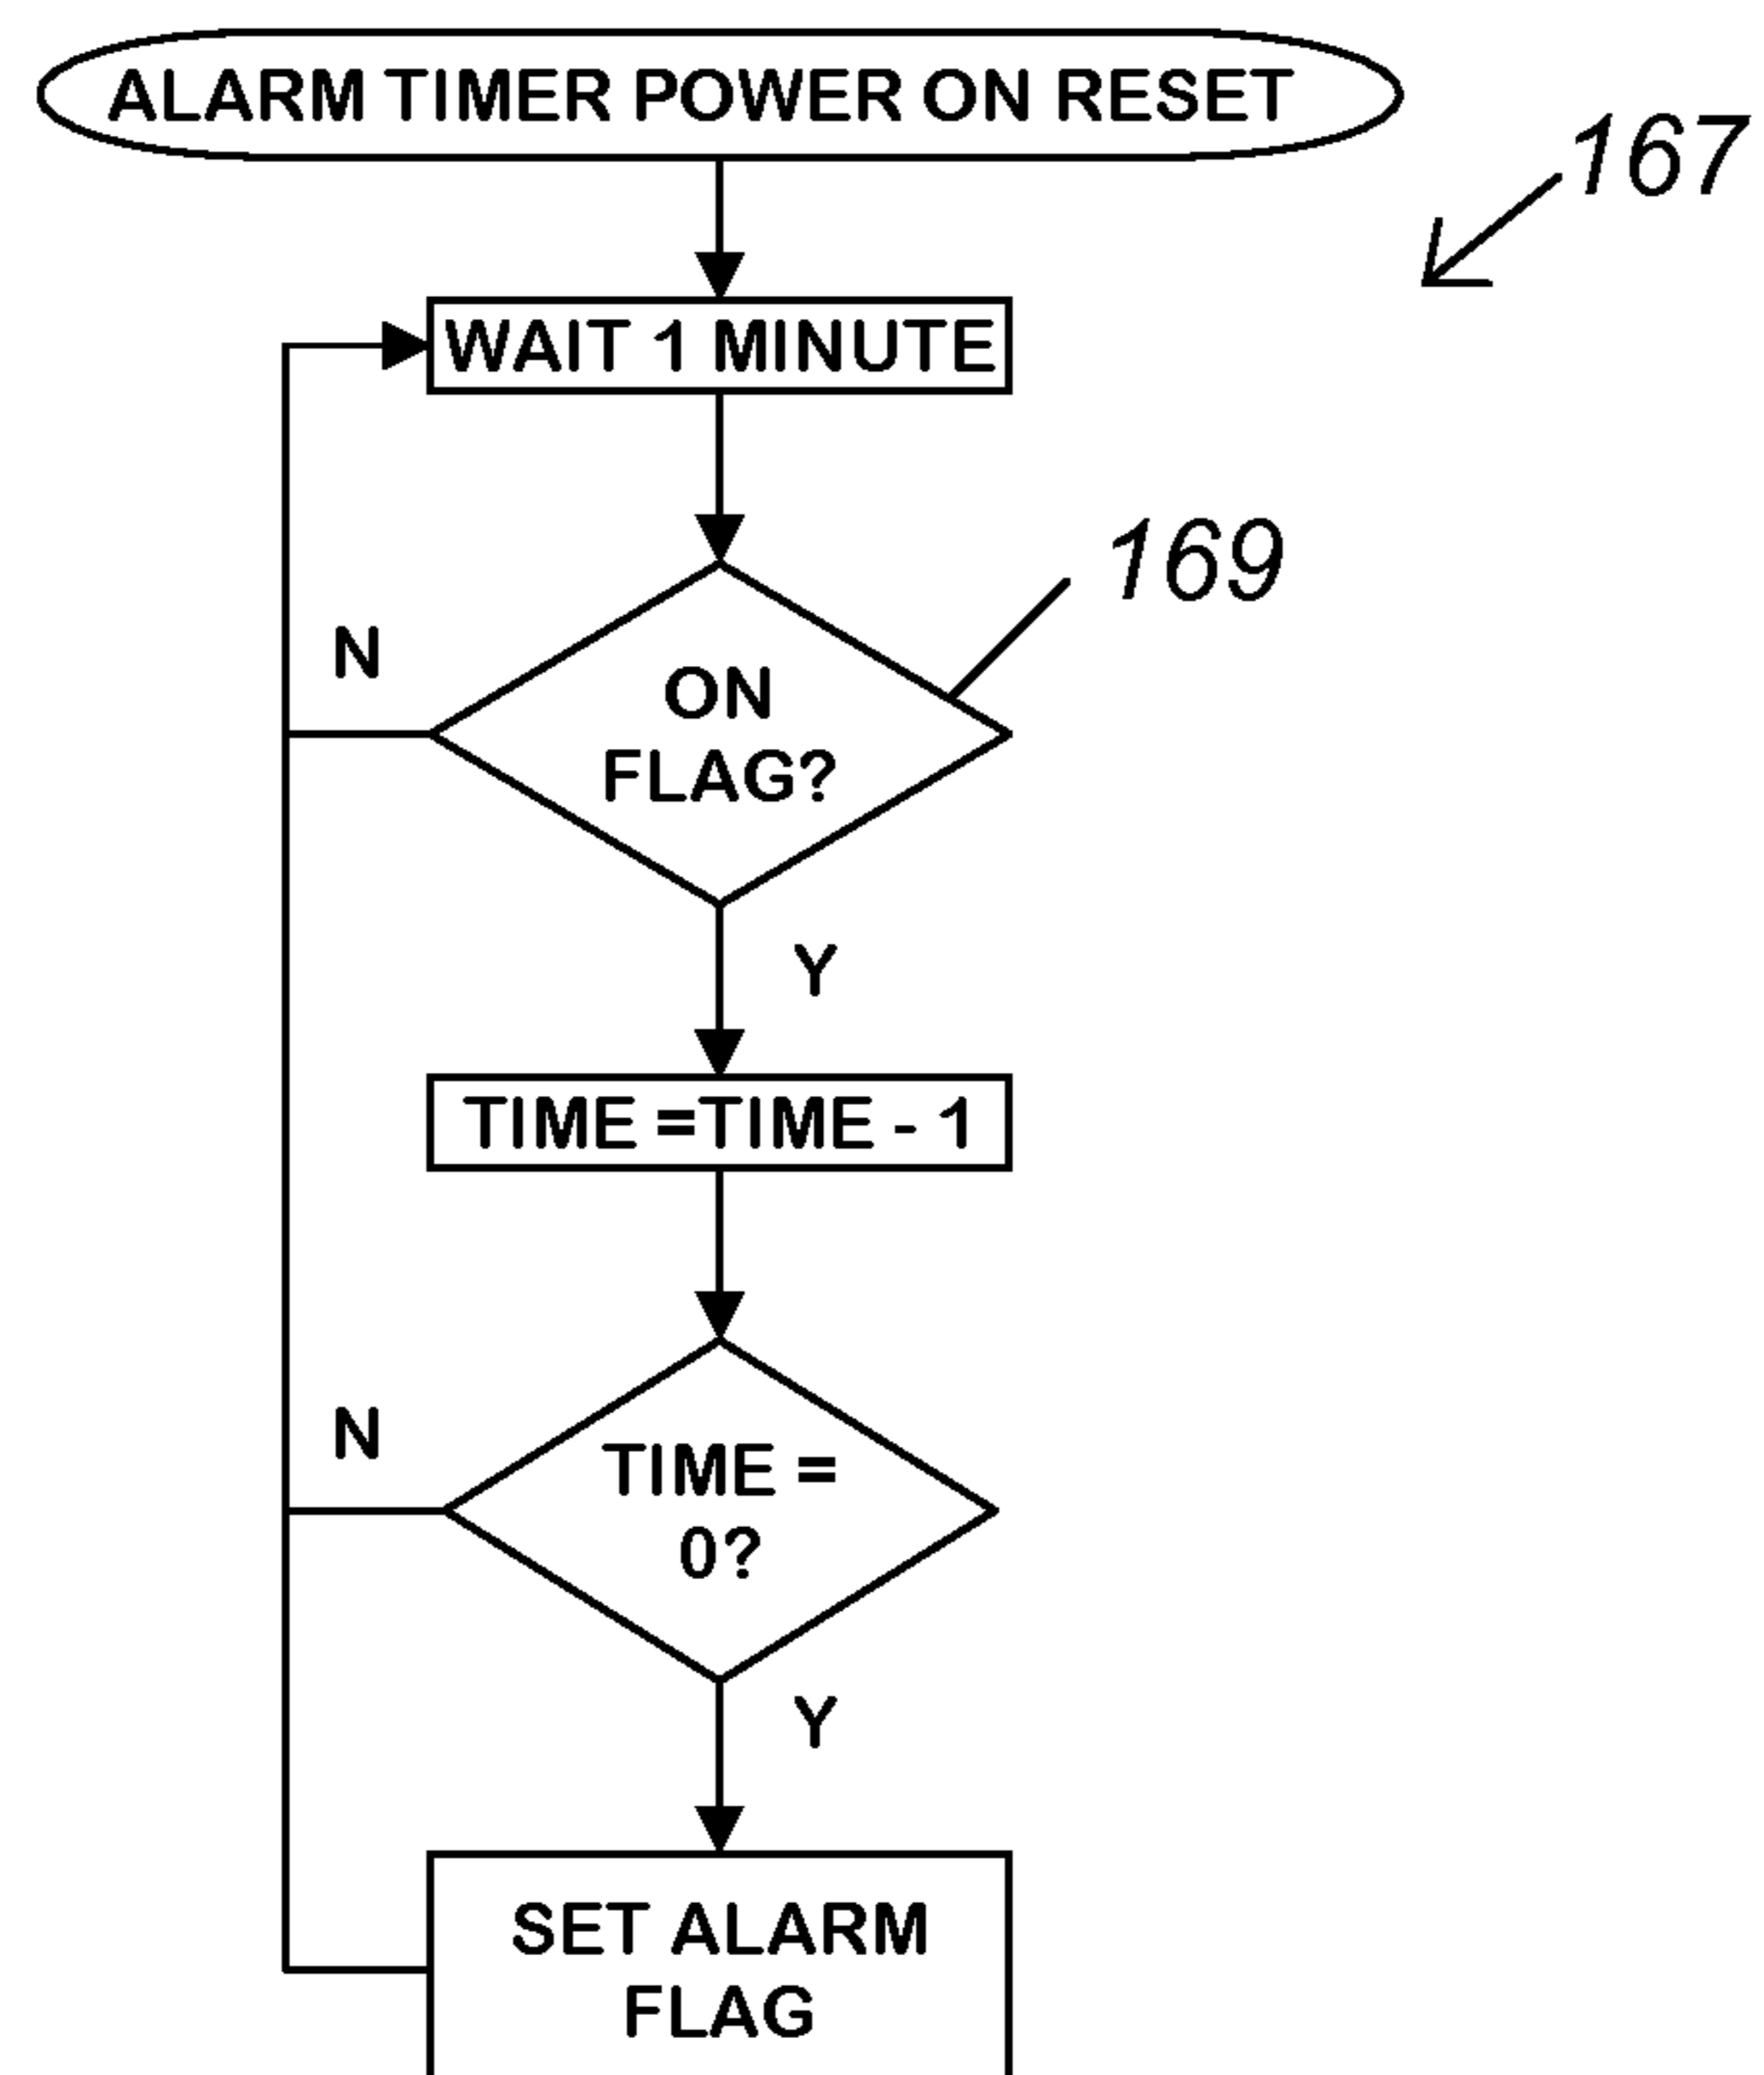 ALARM TIMER POWER ON RESET
167
WAIT 1 MINUTE
169
N
ON
FLAG?
Y
TIME =TIME - 1
N
TIME =
0?
Y
SET ALARM
FLAG